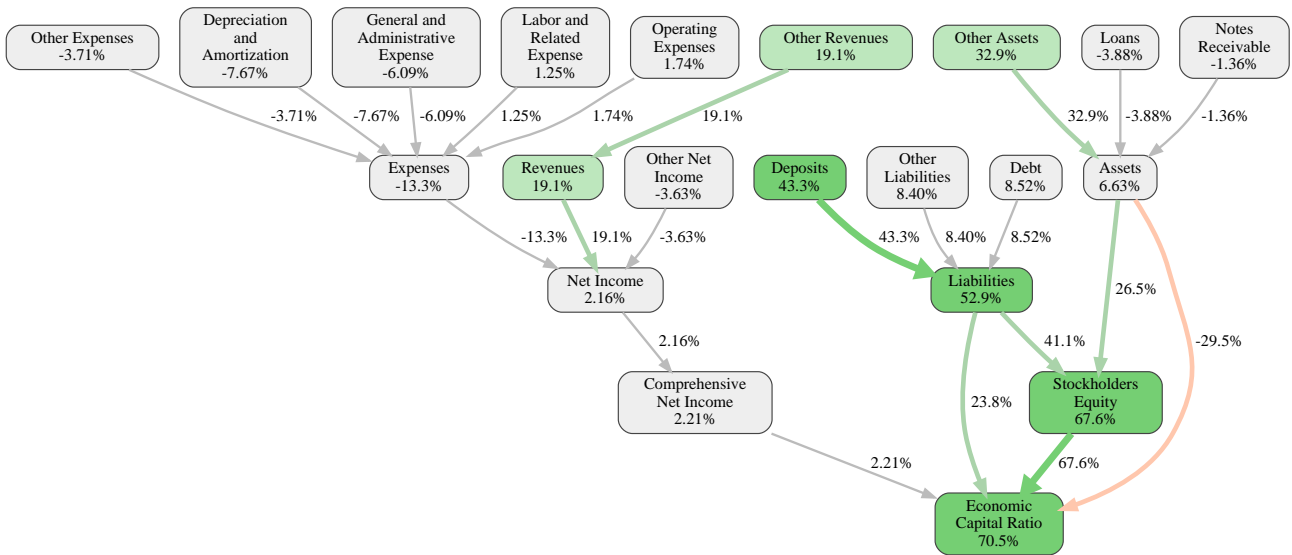 Other Expenses
-3.71%
Depreciation
and
Amortization
-7.67%
General and
Administrative
Expense
-6.09%
Labor and
Related
Expense
1.25%
Operating
Expenses
1.74%
Other Revenues
19.1%
Other Assets
32.9%
Loans
-3.88%
Notes
Receivable
-1.36%
-3.71%
-7.67%
-6.09%
1.25%
1.74%
19.1%
32.9%
-3.88%
-1.36%
Expenses
-13.3%
Revenues
19.1%
Other Net
Income
-3.63%
Deposits
43.3%
Other
Liabilities
8.40%
Debt
8.52%
Assets
6.63%
-13.3%
19.1%
-3.63%
43.3%
8.40%
8.52%
Net Income
2.16%
Liabilities
52.9%
26.5%
2.16%
41.1%
-29.5%
Comprehensive
Net Income
2.21%
23.8%
Stockholders
Equity
67.6%
2.21%
67.6%
Economic
Capital Ratio
70.5%